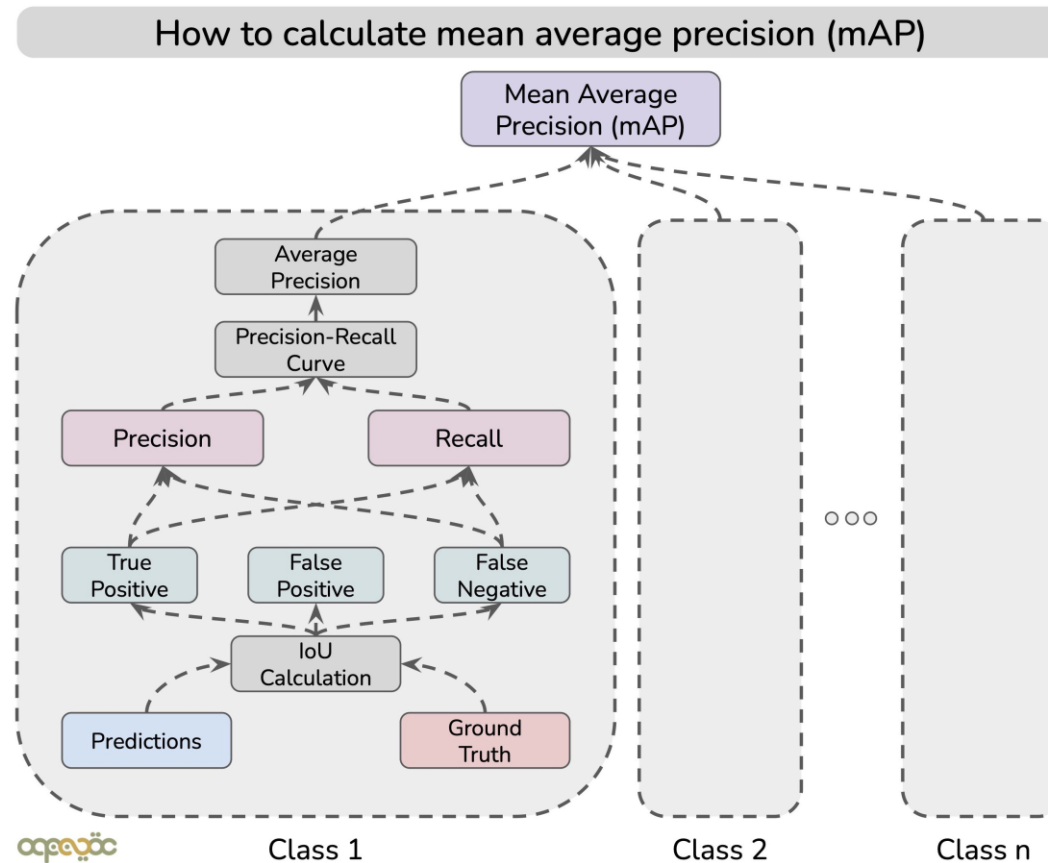 How to calculate mean average precision (mAP)
Mean Average
Precision (mAP)
Average
Precision
Precision-Recall
Curve
Precision
Recall
True
Positive
False
Positive
False
Negative
IoU
Calculation
Predictions
Ground
Truth
Class 1
Class 2
Class n